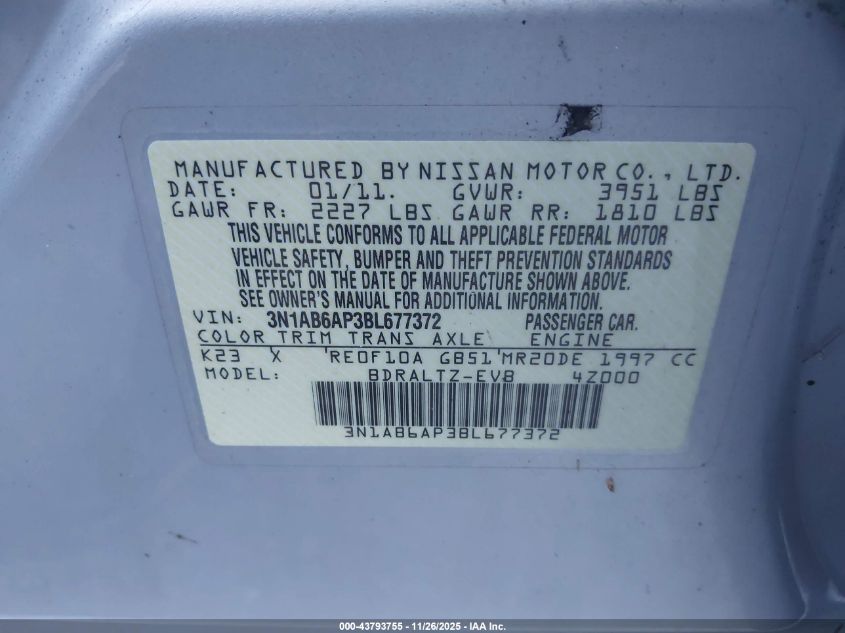 MANUFACTURED BY NISSAN MOTOR CO., LTD.
DATE: 01/11. GVWR: 3951 LBS
GAWR FR: 2227 LBS GAWR RR: 1810 LBS
THIS VEHICLE CONFORMS TO ALL APPLICABLE FEDERAL MOTOR
VEHICLE SAFETY, BUMPER AND THEFT PREVENTION STANDARDS
IN EFFECT ON THE DATE OF MANUFACTURE SHOWN ABOVE.
SEE OWNER'S MANUAL FOR ADDITIONAL INFORMATION.
VIN: 3N1AB6AP3BL677372 PASSENGER CAR.
COLOR TRIM TRANS AXLE ENGINE
K23 X RE0F10A GB51 MR20DE 1997 CC
MODEL: BDRALTZ-EV8 4Z000
3N1AB6AP3BL677372
000-43793755 - 11/26/2025 - IAA Inc.